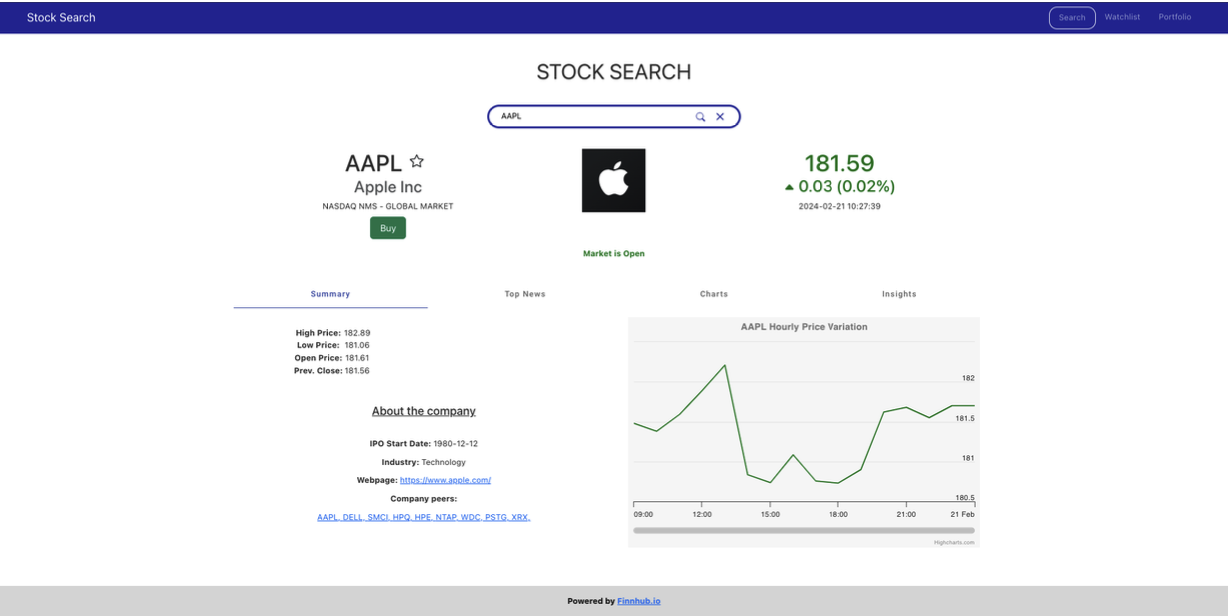 Stock Search
Search
Watchlist
Portfolio
STOCK SEARCH
AAPL
AAPL
Apple Inc
NASDAQ NMS - GLOBAL MARKET
Buy
181.59
▲ 0.03 (0.02%)
2024-02-21 10:27:39
Market is Open
Summary
Top News
Charts
Insights
High Price: 182.89
Low Price: 181.06
Open Price: 181.61
Prev. Close: 181.56
About the company
IPO Start Date: 1980-12-12
Industry: Technology
Webpage: https://www.apple.com/
Company peers:
AAPL, DELL, SMCI, HPQ, HPE, NTAP, WDC, PSTG, XRX,
AAPL Hourly Price Variation
182
181.5
181
180.5
09:00
12:00
15:00
18:00
21:00
21 Feb
Highcharts.com
Powered by Finnhub.io